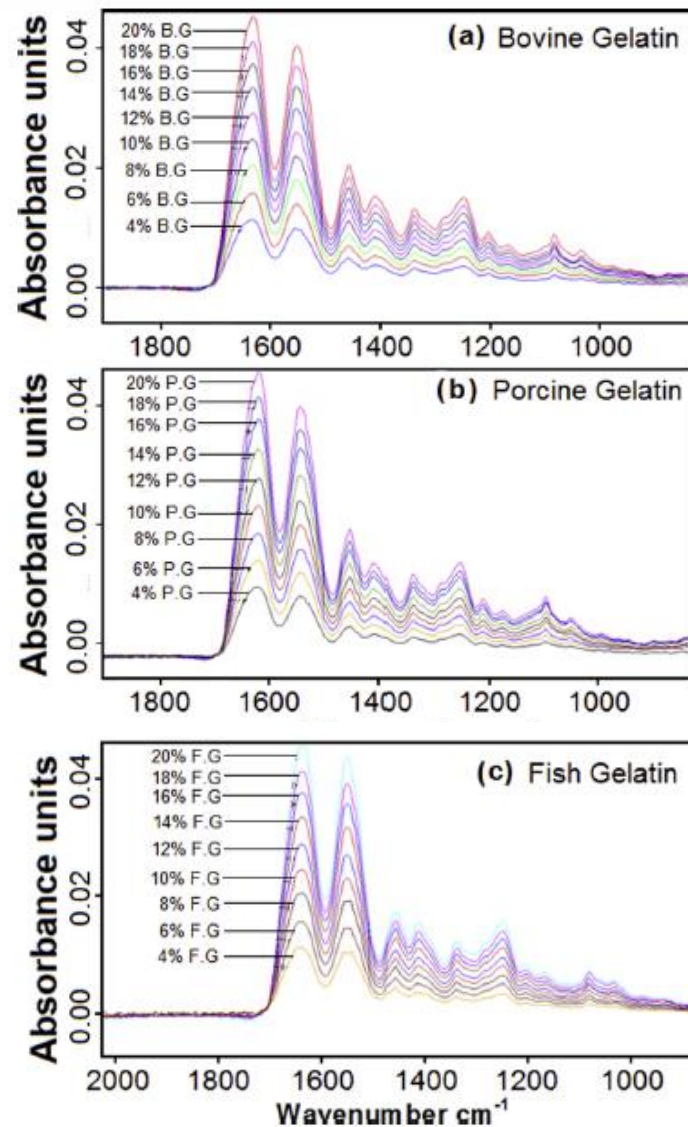 (a) Bovine Gelatin
Absorbance units
0.04
0.02
0.00
20% B.G
18% B.G
16% B.G
14% B.G
12% B.G
10% B.G
8% B.G
6% B.G
4% B.G
1800 1600 1400 1200 1000
(b) Porcine Gelatin
Absorbance units
0.04
0.02
0.00
20% P.G
18% P.G
16% P.G
14% P.G
12% P.G
10% P.G
8% P.G
6% P.G
4% P.G
1800 1600 1400 1200 1000
(c) Fish Gelatin
Absorbance units
0.04
0.02
0.00
20% F.G
18% F.G
16% F.G
14% F.G
12% F.G
10% F.G
8% F.G
6% F.G
4% F.G
2000 1800 1600 1400 1200 1000
Wavenumber cm⁻¹